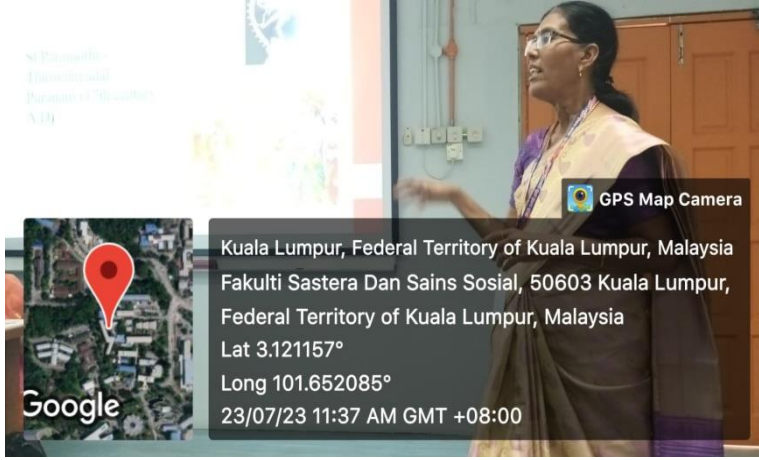 GPS Map Camera
Kuala Lumpur, Federal Territory of Kuala Lumpur, Malaysia
Fakulti Sastera Dan Sains Sosial, 50603 Kuala Lumpur,
Federal Territory of Kuala Lumpur, Malaysia
Lat 3.121157°
Long 101.652085°
23/07/23 11:37 AM GMT +08:00
Google